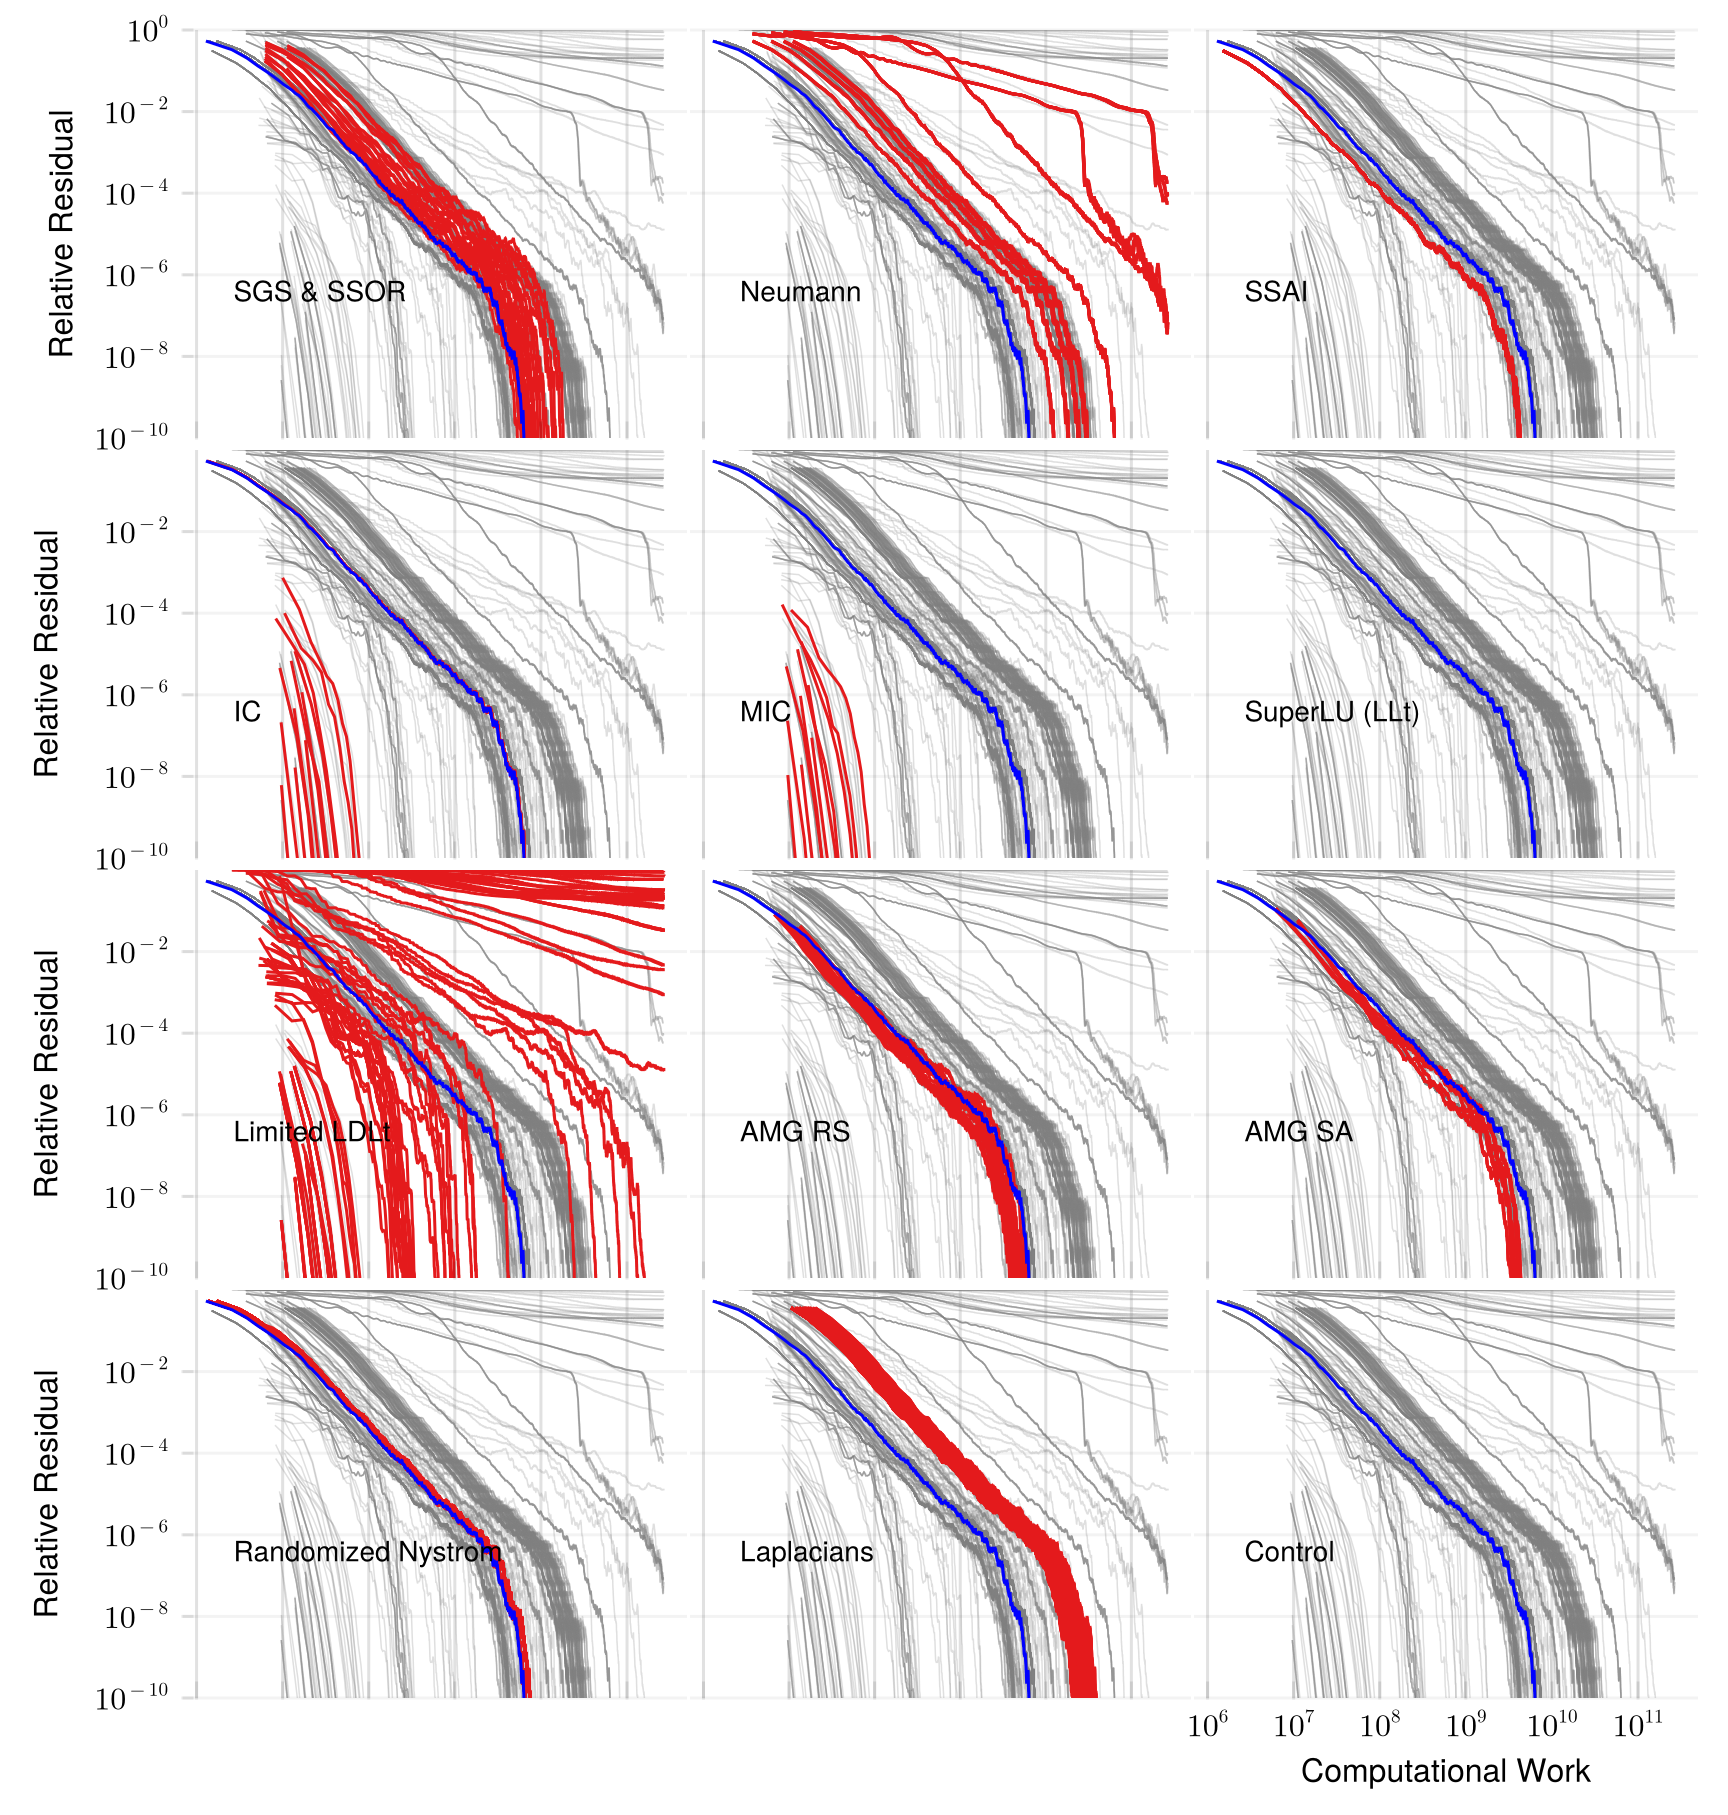 10^0
10^−2
10^−4
10^−6
10^−8
10^−10
Relative Residual
SGS & SSOR
Neumann
SSAI
10^−2
10^−4
10^−6
10^−8
10^−10
Relative Residual
IC
MIC
SuperLU (LLt)
10^−2
10^−4
10^−6
10^−8
10^−10
Relative Residual
Limited LDLt
AMG RS
AMG SA
10^−2
10^−4
10^−6
10^−8
10^−10
Relative Residual
Randomized Nystrom
Laplacians
Control
10^6 10^7 10^8 10^9 10^10 10^11
Computational Work